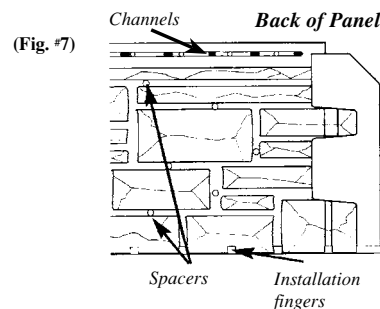 Channels
Back of Panel
(Fig. #7)
Spacers
Installation
fingers